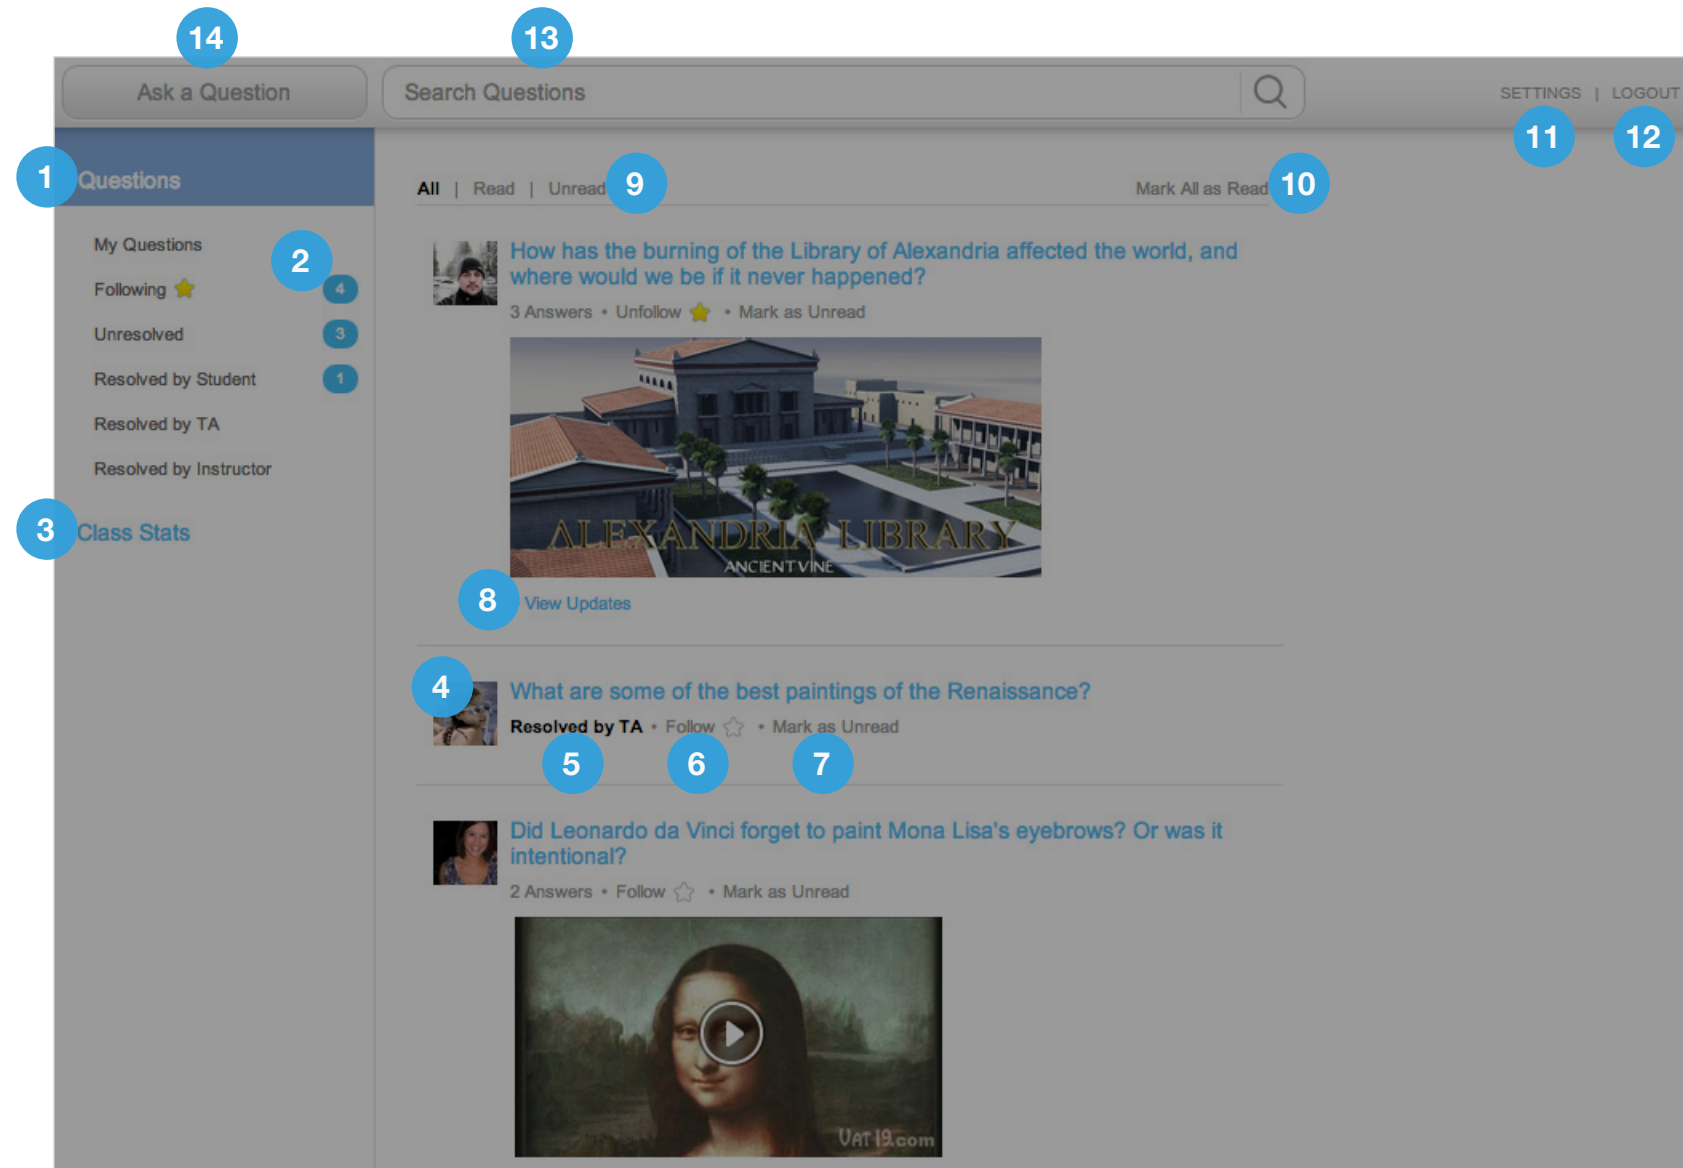 14
13
Ask a Question
Search Questions
SETTINGS | LOGOUT
11
12
1
Questions
All | Read | Unread
9
Mark All as Read
10
My Questions
2
Following
4
Unresolved
3
Resolved by Student
1
Resolved by TA
Resolved by Instructor
3
Class Stats
How has the burning of the Library of Alexandria affected the world, and
where would we be if it never happened?
3 Answers • Unfollow • Mark as Unread
ALEXANDRIA LIBRARY
ANCIENTVINE
8
View Updates
4
What are some of the best paintings of the Renaissance?
Resolved by TA • Follow • Mark as Unread
5
6
7
Did Leonardo da Vinci forget to paint Mona Lisa's eyebrows? Or was it
intentional?
2 Answers • Follow • Mark as Unread
VAT19.com